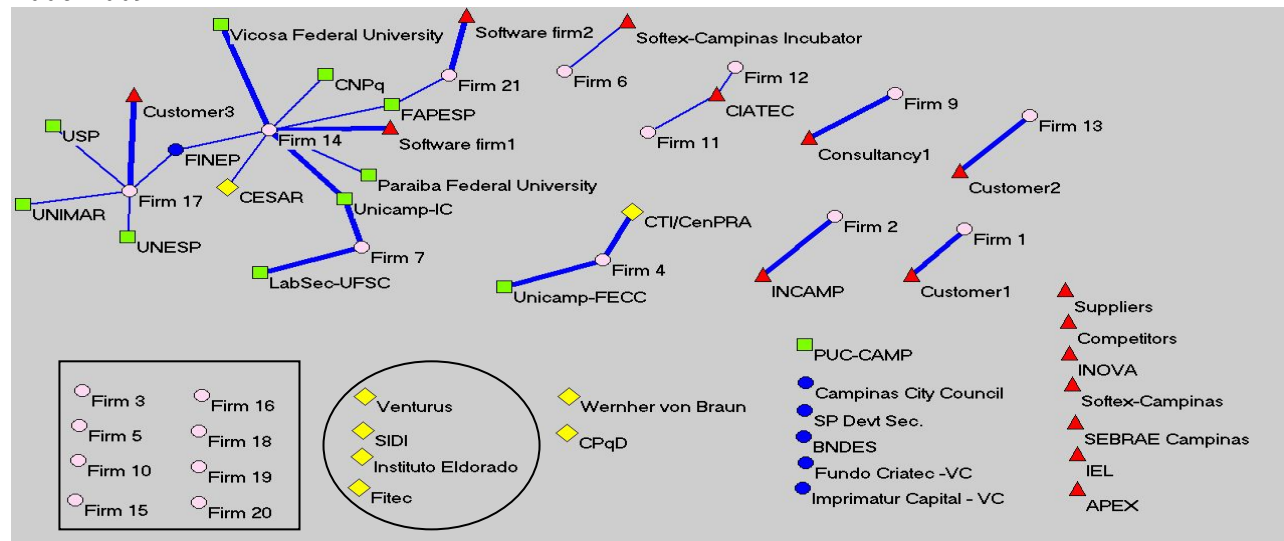 Vicosa Federal University
Software firm2
Softex-Campinas Incubator
CNPq
Firm 21
Firm 6
Firm 12
Customer3
FAPESP
CIATEC
Firm 9
USP
FINEP
Firm 14
Software firm1
Firm 11
Consultancy1
Firm 13
Firm 17
CESAR
Paraiba Federal University
Customer2
UNIMAR
Unicamp-IC
UNESP
Firm 7
CTI/CenPRA
Firm 2
Firm 1
LabSec-UFSC
Firm 4
Unicamp-FECC
INCAMP
Customer1
Suppliers
Competitors
INOVA
Softex-Campinas
SEBRAE Campinas
IEL
APEX
PUC-CAMP
Campinas City Council
SP Devt Sec.
BNDES
Fundo Criatec -VC
Imprimatur Capital - VC
Firm 3
Firm 16
Firm 5
Firm 18
Firm 10
Firm 19
Firm 15
Firm 20
Venturus
SIDI
Instituto Eldorado
Fitec
Wernher von Braun
CPqD